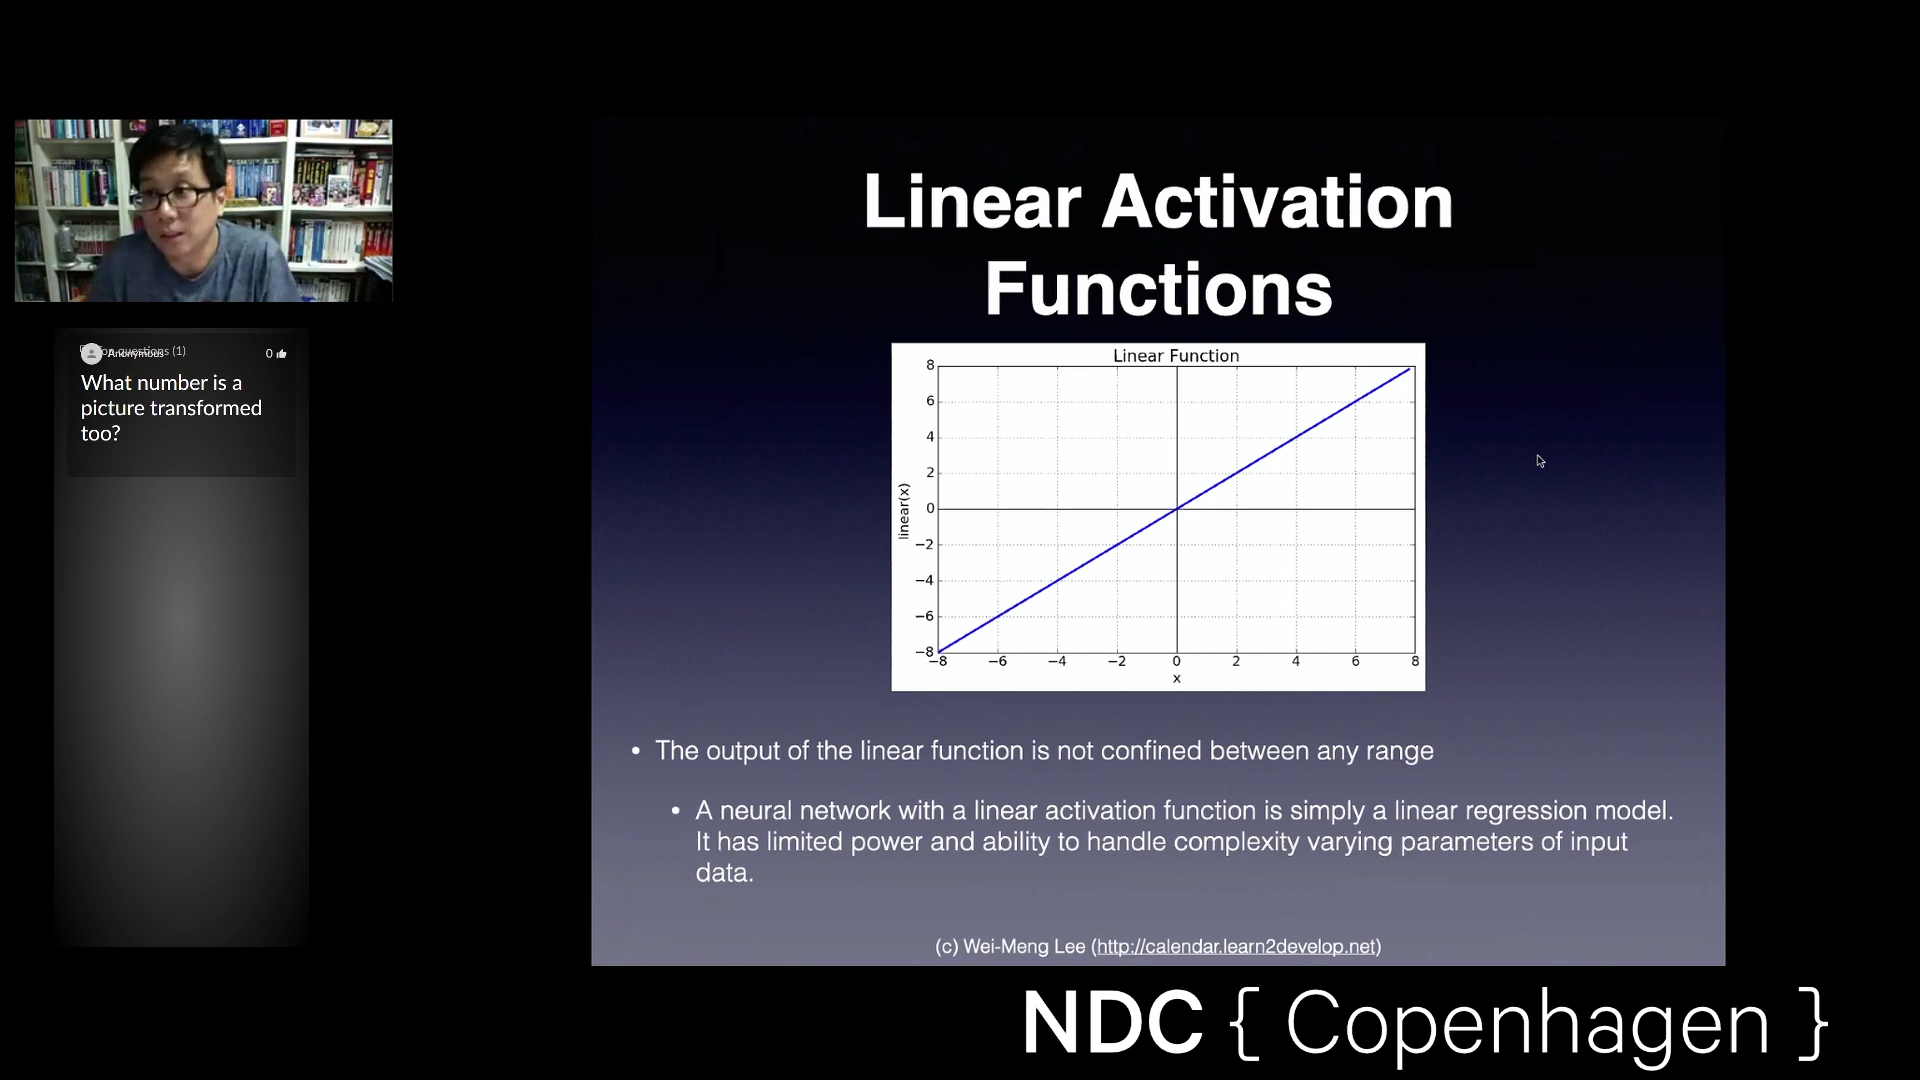 Linear Activation
Functions
Linear Function
8
6
4
2
0
−2
−4
−6
−8
linear(x)
−8 −6 −4 −2 0 2 4 6 8
x
• The output of the linear function is not confined between any range
• A neural network with a linear activation function is simply a linear regression model.
It has limited power and ability to handle complexity varying parameters of input
data.
(c) Wei-Meng Lee (http://calendar.learn2develop.net)
questions (1)
Anonymous 0
What number is a
picture transformed
too?
NDC { Copenhagen }